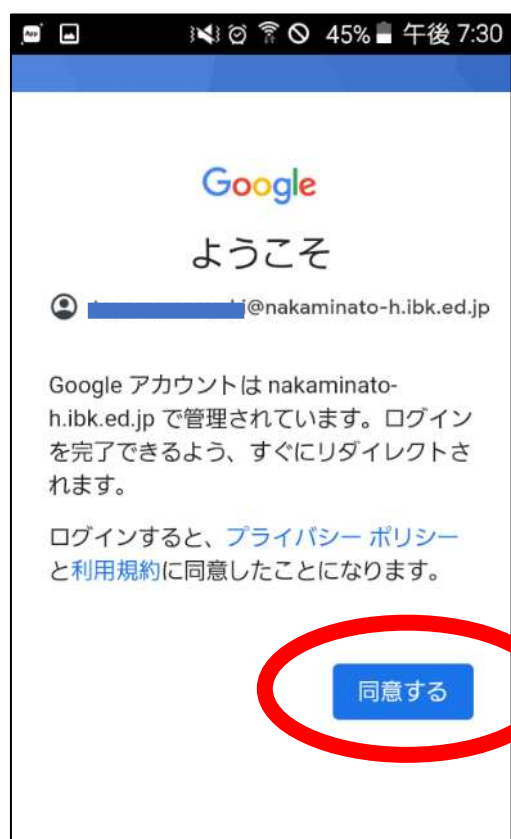 45% 午後 7:30
Google
ようこそ
i@nakaminato-h.ibk.ed.jp
Google アカウントは nakaminato-
h.ibk.ed.jp で管理されています。ログイン
を完了できるよう、すぐにリダイレクトさ
れます。
ログインすると、プライバシー ポリシー
と利用規約に同意したことになります。
同意する